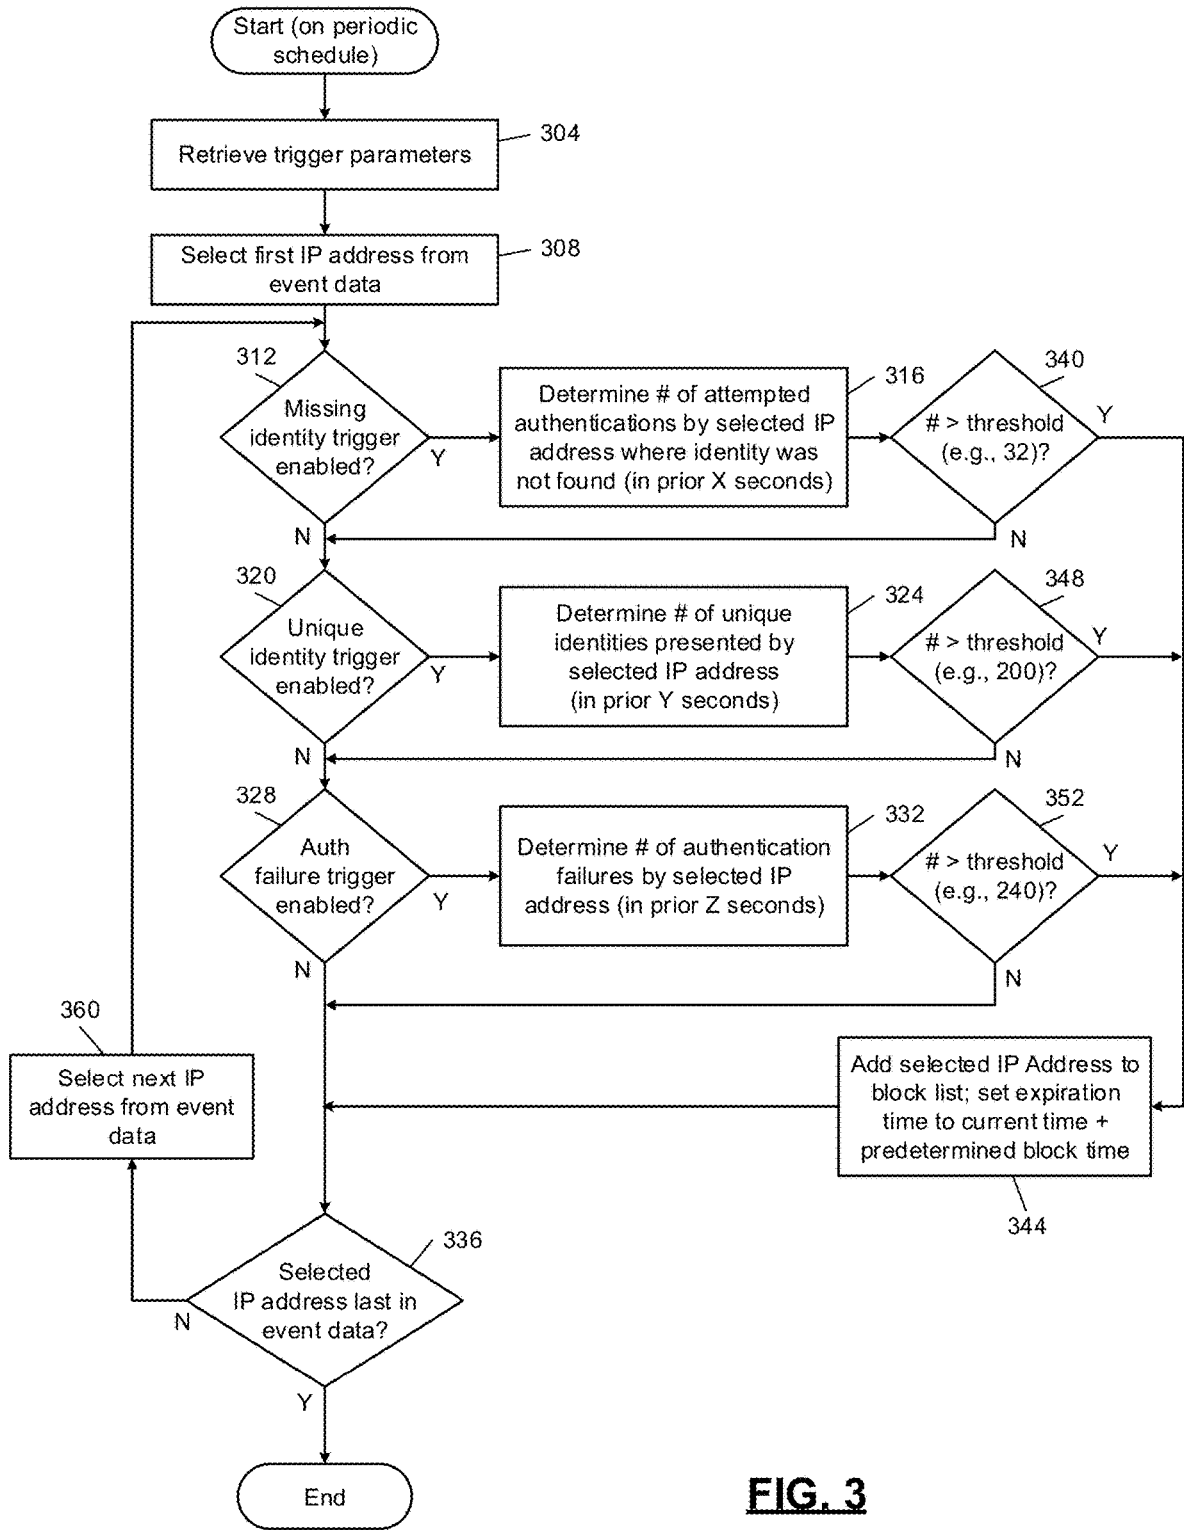 Start (on periodic
schedule)
304
Retrieve trigger parameters
308
Select first IP address from
event data
312
Missing
identity trigger
enabled?
Y
N
316
Determine # of attempted
authentications by selected IP
address where identity was
not found (in prior X seconds)
340
# > threshold
(e.g., 32)?
Y
N
320
Unique
identity trigger
enabled?
Y
N
324
Determine # of unique
identities presented by
selected IP address
(in prior Y seconds)
348
# > threshold
(e.g., 200)?
Y
N
328
Auth
failure trigger
enabled?
Y
N
332
Determine # of authentication
failures by selected IP
address (in prior Z seconds)
352
# > threshold
(e.g., 240)?
Y
N
360
Select next IP
address from event
data
Add selected IP Address to
block list; set expiration
time to current time +
predetermined block time
344
336
Selected
IP address last in
event data?
N
Y
End
FIG. 3